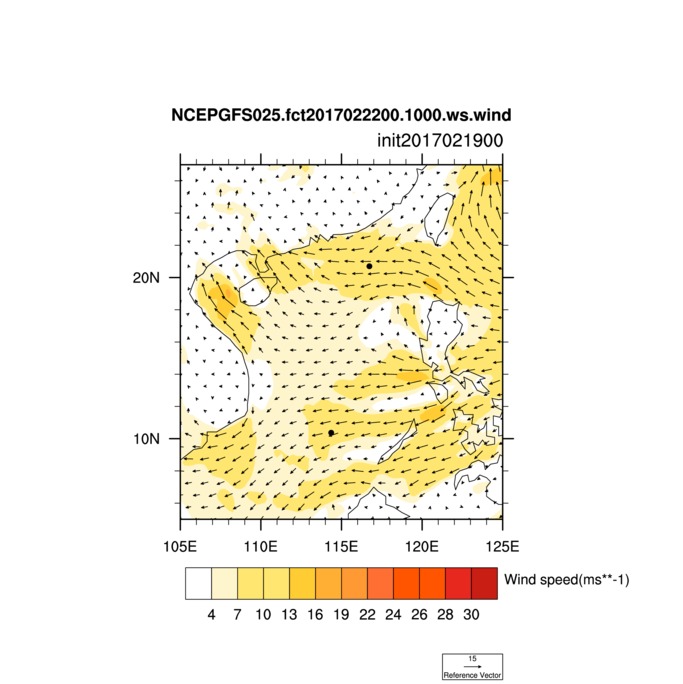 NCEPGFS025.fct2017022200.1000.ws.wind
init2017021900
20N
10N
105E 110E 115E 120E 125E
Wind speed(ms**-1)
4 7 10 13 16 19 22 24 26 28 30
15
Reference Vector